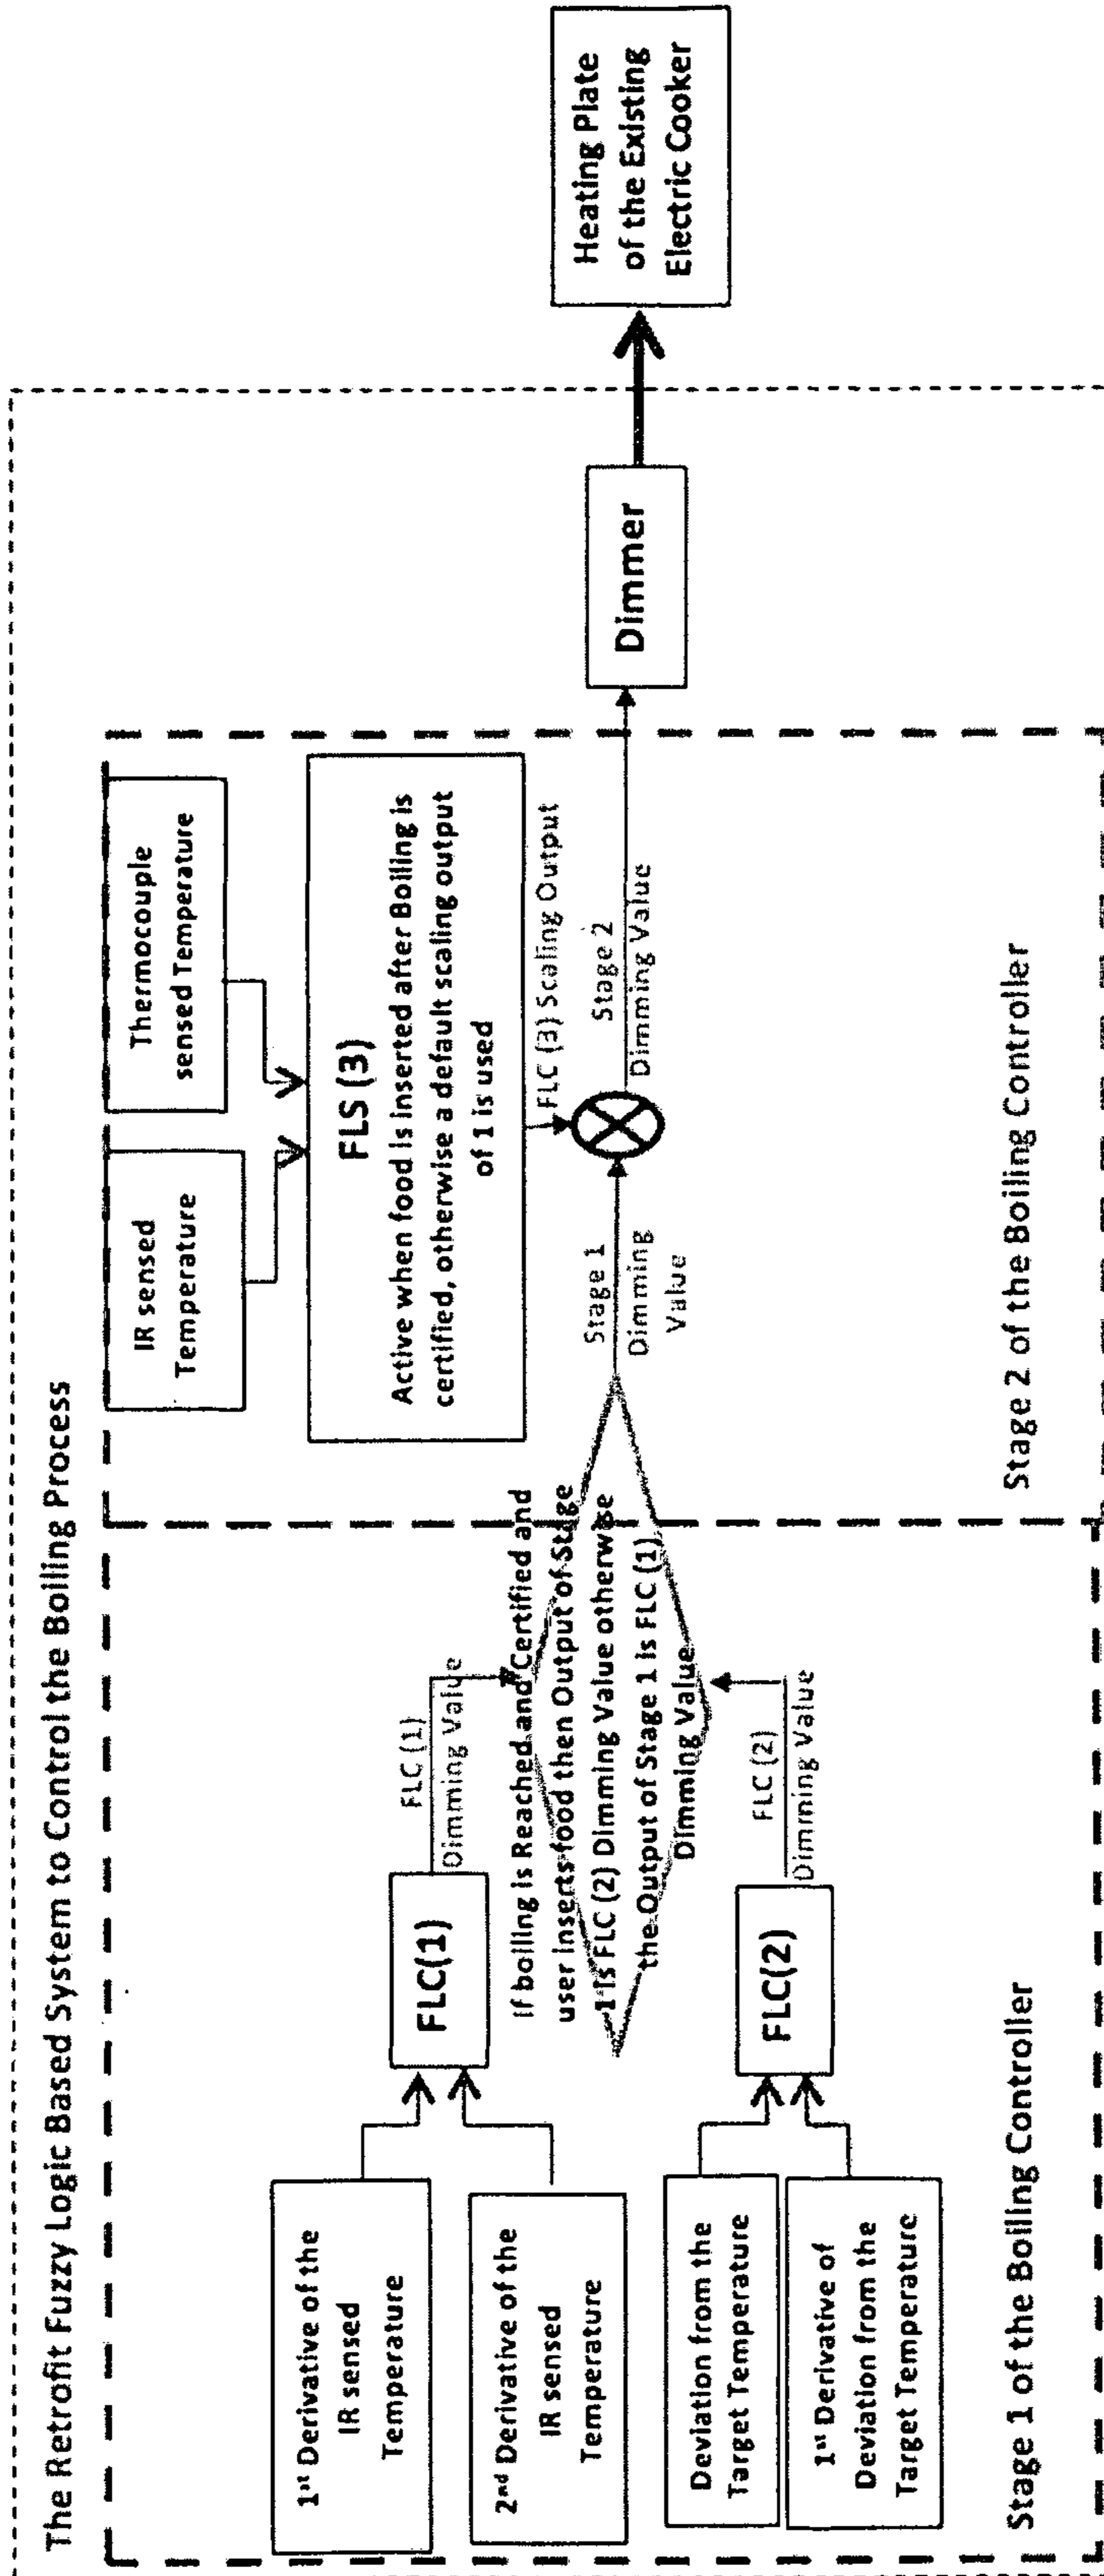 The Retrofit Fuzzy Logic Based System to Control the Boiling Process
1st Derivative of the
IR sensed
Temperature
2nd Derivative of the
IR sensed
Temperature
Deviation from the
Target Temperature
1st Derivative of
Deviation from the
Target Temperature
FLC(1)
FLC(2)
FLC (1)
Dimming Value
FLC (2)
Dimming Value
If boiling is Reached and Certified and
user inserts food then Output of Stage
1 is FLC (2) Dimming Value otherwise
the Output of Stage 1 is FLC (1)
Dimming Value
Stage 1 of the Boiling Controller
IR sensed
Temperature
Thermocouple
sensed Temperature
FLS (3)
Active when food is inserted after Boiling is
certified, otherwise a default scaling output
of 1 is used
FLC (3) Scaling Output
Stage 1
Dimming
Value
Stage 2
Dimming Value
Stage 2 of the Boiling Controller
Dimmer
Heating Plate
of the Existing
Electric Cooker